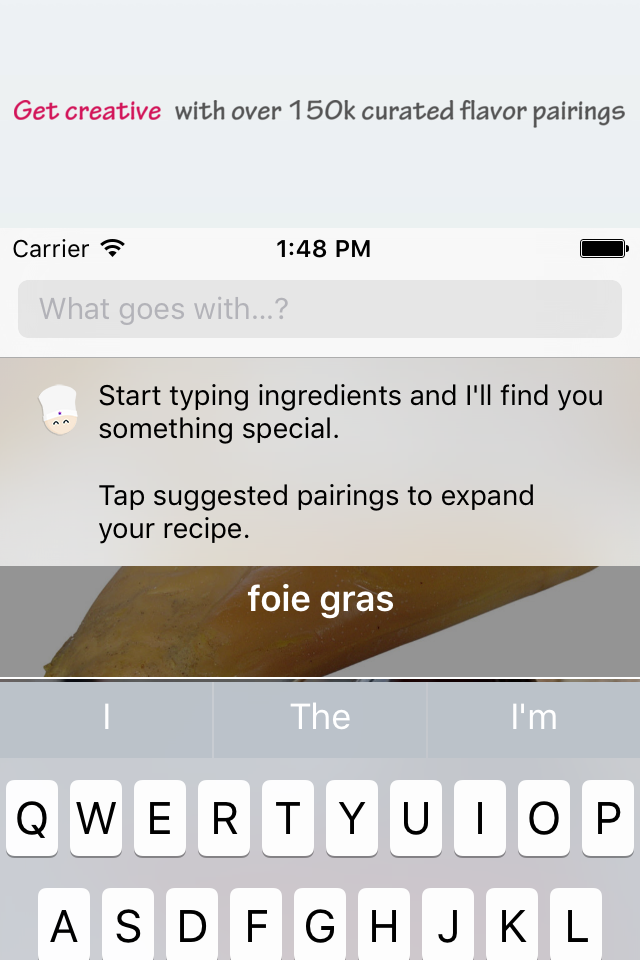 Get creative with over 150k curated flavor pairings
Carrier 1:48 PM
What goes with...?
Start typing ingredients and I'll find you
something special.
Tap suggested pairings to expand
your recipe.
foie gras
I The I'm
Q W E R T Y U I O P
A S D F G H J K L